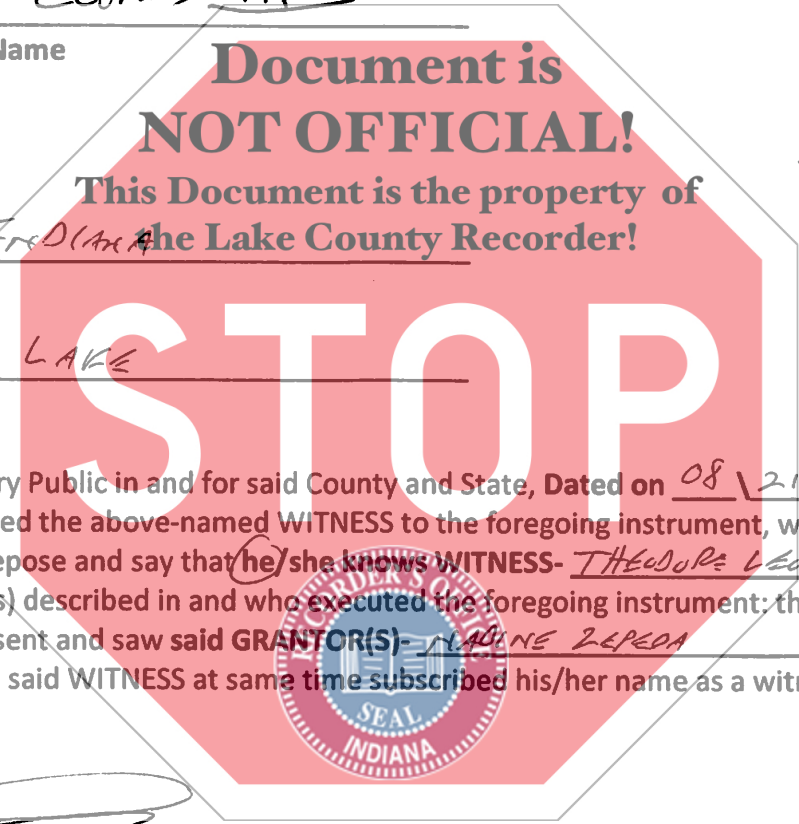 Name
Document is
NOT OFFICIAL!
This Document is the property of
the Lake County Recorder!
INDIANA
LAKE
STOP
ry Public in and for said County and State, Dated on 08 \ 21
ed the above-named WITNESS to the foregoing instrument, w
epose and say that he/she knows WITNESS- THEODORE LEO
s) described in and who executed the foregoing instrument: th
sent and saw said GRANTOR(S)- NADINE ZEPEDA
said WITNESS at same time subscribed his/her name as a witn
RECORDER'S OFFICE
SEAL
INDIANA